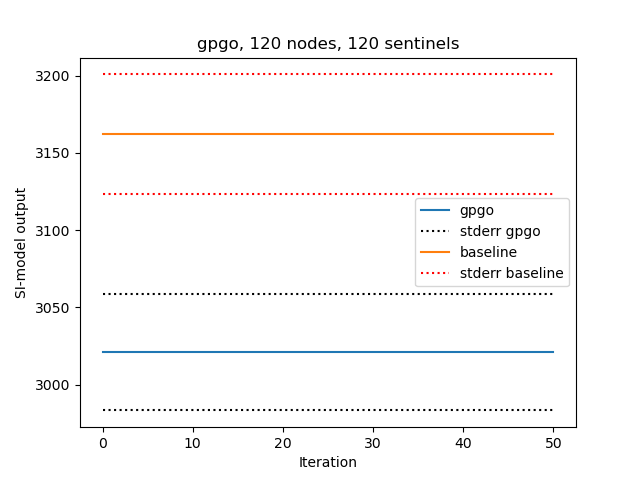 gpgo, 120 nodes, 120 sentinels
SI-model output
3200
3150
3100
3050
3000
gpgo
stderr gpgo
baseline
stderr baseline
0 10 20 30 40 50
Iteration